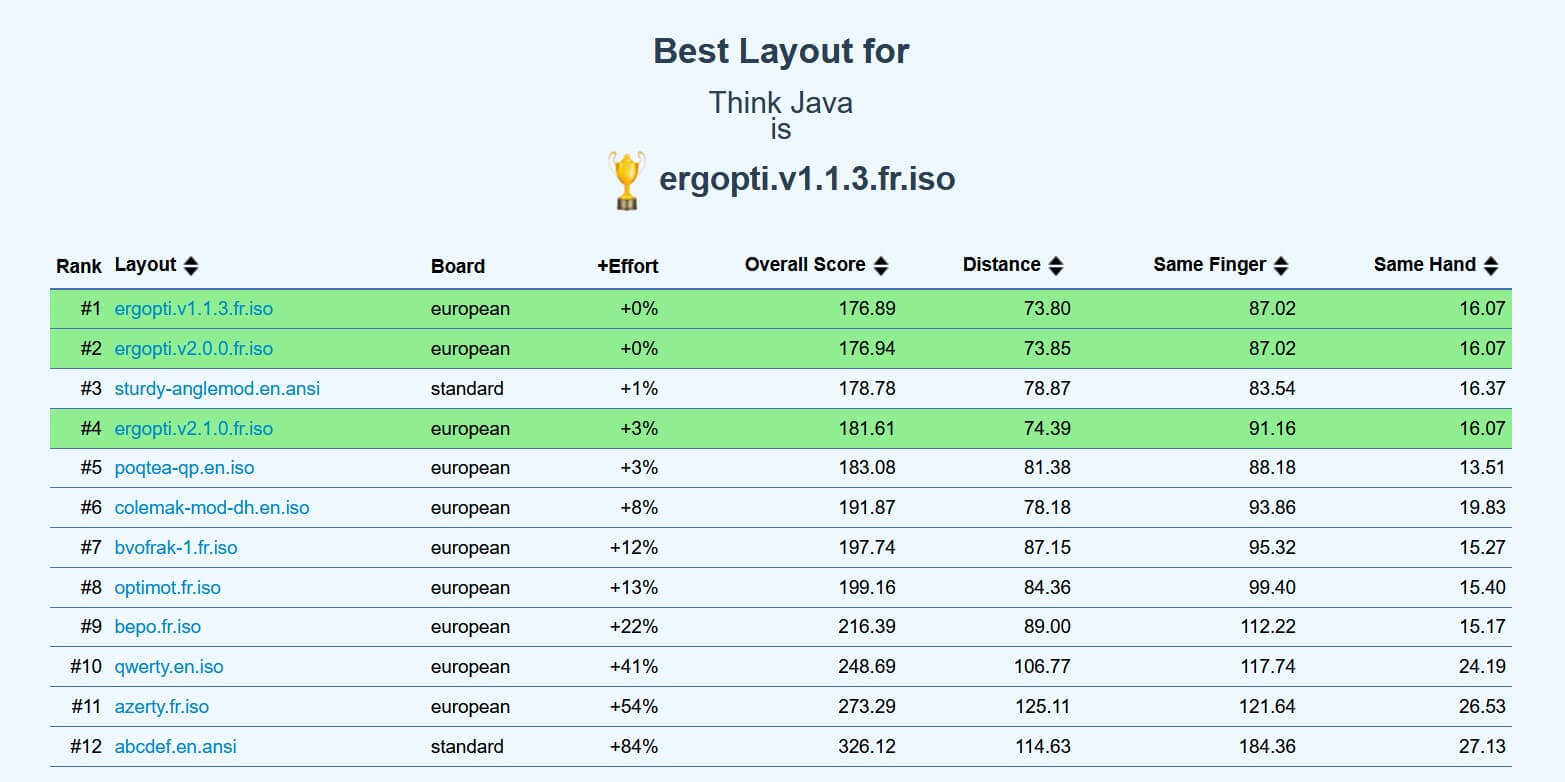 Best Layout for
Think Java
is
ergopti.v1.1.3.fr.iso
Rank Layout Board +Effort Overall Score Distance Same Finger Same Hand
#1 ergopti.v1.1.3.fr.iso european +0% 176.89 73.80 87.02 16.07
#2 ergopti.v2.0.0.fr.iso european +0% 176.94 73.85 87.02 16.07
#3 sturdy-anglemod.en.ansi standard +1% 178.78 78.87 83.54 16.37
#4 ergopti.v2.1.0.fr.iso european +3% 181.61 74.39 91.16 16.07
#5 poqtea-qp.en.iso european +3% 183.08 81.38 88.18 13.51
#6 colemak-mod-dh.en.iso european +8% 191.87 78.18 93.86 19.83
#7 bvofrak-1.fr.iso european +12% 197.74 87.15 95.32 15.27
#8 optimot.fr.iso european +13% 199.16 84.36 99.40 15.40
#9 bepo.fr.iso european +22% 216.39 89.00 112.22 15.17
#10 qwerty.en.iso european +41% 248.69 106.77 117.74 24.19
#11 azerty.fr.iso european +54% 273.29 125.11 121.64 26.53
#12 abcdef.en.ansi standard +84% 326.12 114.63 184.36 27.13